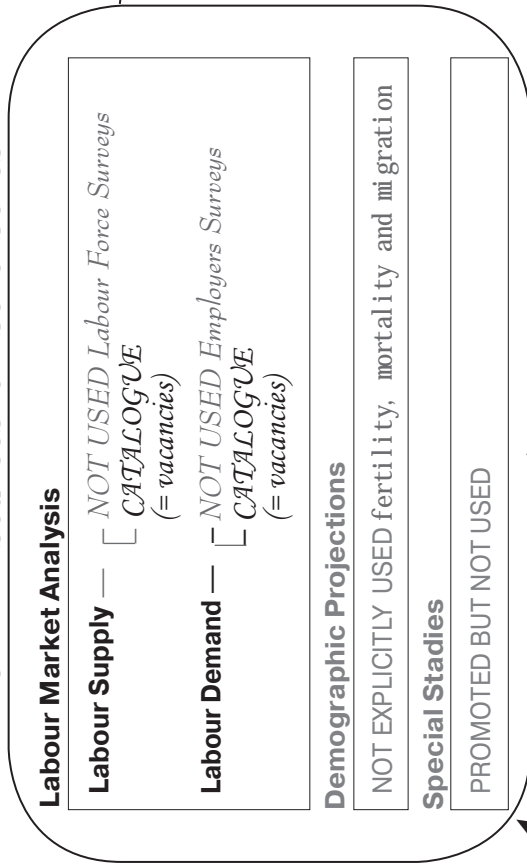 Labour Market Analysis
Labour Supply — NOT USED Labour Force Surveys
CATALOGUE
(= vacancies)
Labour Demand — NOT USED Employers Surveys
CATALOGUE
(= vacancies)
Demographic Projections
NOT EXPLICITLY USED fertility, mortality and migration
Special Stadies
PROMOTED BUT NOT USED